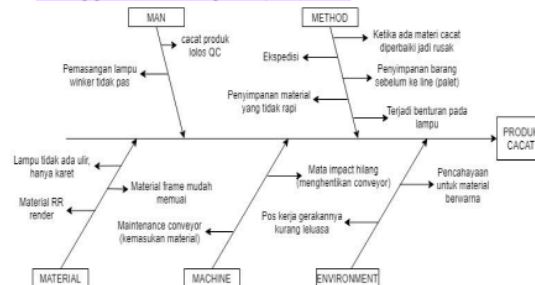 MAN
METHOD
cacat produk
lolos QC
Pemasangan lampu
winker tidak pas
Ketika ada materi cacat
diperbaiki jadi rusak
Ekspedisi
Penyimpanan barang
sebelum ke line (palet)
Penyimpanan material
yang tidak rapi
Terjadi benturan pada
lampu
PRODUK
CACAT
Lampu tidak ada ulir,
hanya karet
Material frame mudah
memuai
Material RR
render
Mata impact hilang
(menghentikan conveyor)
Maintenance conveyor
(kemasukan material)
Pencahayaan
untuk material
berwarna
Pos kerja gerakannya
kurang leluasa
MATERIAL
MACHINE
ENVIRONMENT